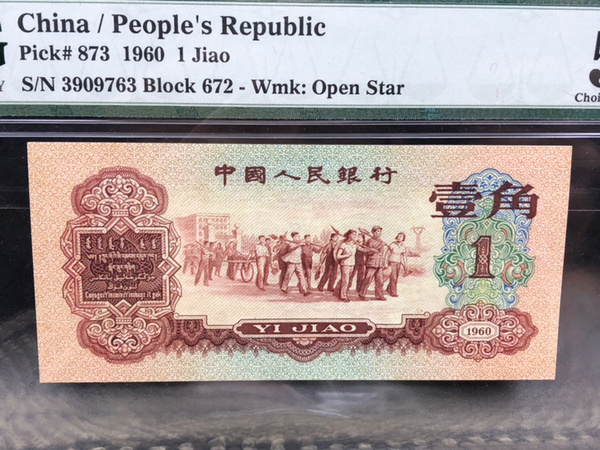 China / People's Republic
Pick# 873 1960 1 Jiao
S/N 3909763 Block 672 - Wmk: Open Star
Choi
中國人民銀行
壹角
1
YI JIAO
1960